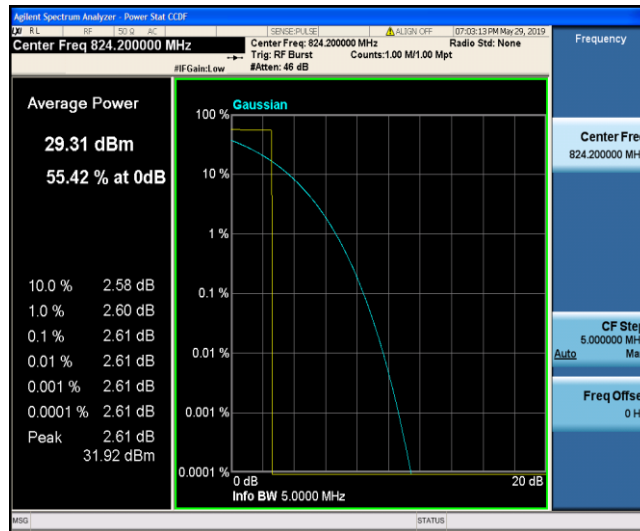 Agilent Spectrum Analyzer - Power Stat CCDF
RL RF 50 Ω AC SENSE:PULSE ALIGN OFF 07:03:13 PM May 29, 2019
Center Freq 824.200000 MHz
Center Freq: 824.200000 MHz Radio Std: None
Trig: RF Burst Counts:1.00 M/1.00 Mpt
#IFGain:Low #Atten: 46 dB
Frequency
Average Power
29.31 dBm
55.42 % at 0dB
10.0 % 2.58 dB
1.0 % 2.60 dB
0.1 % 2.61 dB
0.01 % 2.61 dB
0.001 % 2.61 dB
0.0001 % 2.61 dB
Peak 2.61 dB
31.92 dBm
Gaussian
100 %
10 %
1 %
0.1 %
0.01 %
0.001 %
0.0001 %
0 dB 20 dB
Info BW 5.0000 MHz
Center Fre
824.200000 MH
CF Step
5.000000 MH
Auto Ma
Freq Offse
0 H
MSG STATUS